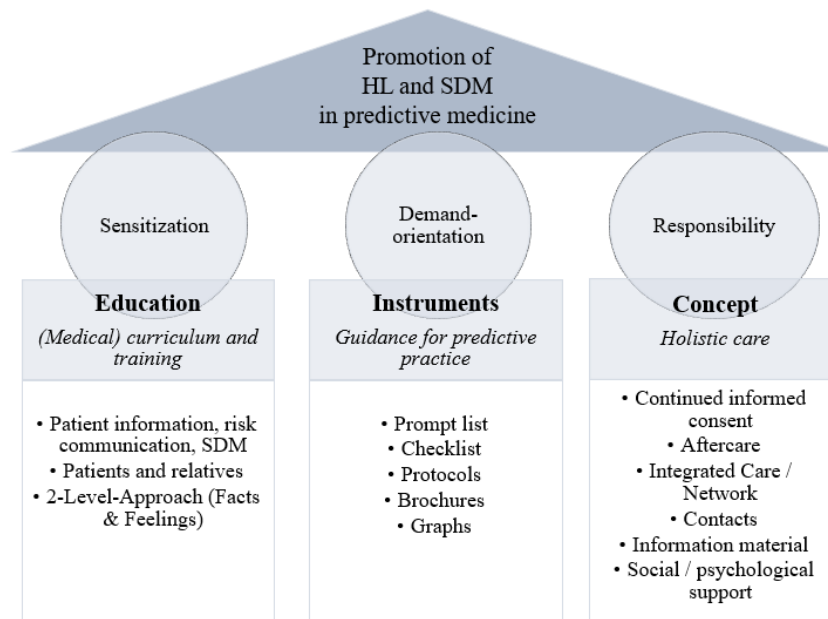 Promotion of
HL and SDM
in predictive medicine
Sensitization
Demand-
orientation
Responsibility
Education
(Medical) curriculum and
training
• Patient information, risk
communication, SDM
• Patients and relatives
• 2-Level-Approach (Facts
& Feelings)
Instruments
Guidance for predictive
practice
• Prompt list
• Checklist
• Protocols
• Brochures
• Graphs
Concept
Holistic care
• Continued informed
consent
• Aftercare
• Integrated Care /
Network
• Contacts
• Information material
• Social / psychological
support